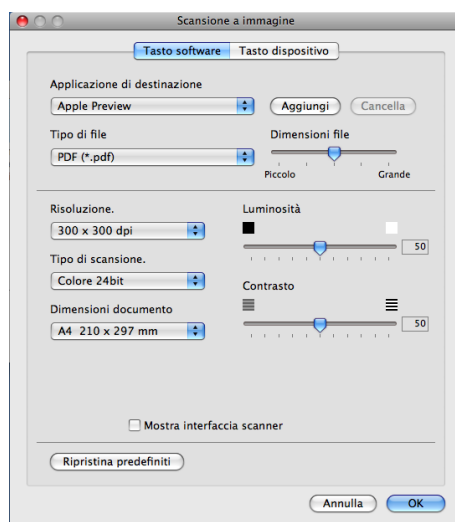 Scansione a immagine
Tasto software Tasto dispositivo
Applicazione di destinazione
Apple Preview Aggiungi Cancella
Tipo di file Dimensioni file
PDF (*.pdf)
Piccolo Grande
Risoluzione. Luminosità
300 x 300 dpi
50
Tipo di scansione.
Colore 24bit Contrasto
Dimensioni documento
A4 210 x 297 mm 50
Mostra interfaccia scanner
Ripristina predefiniti
Annulla OK